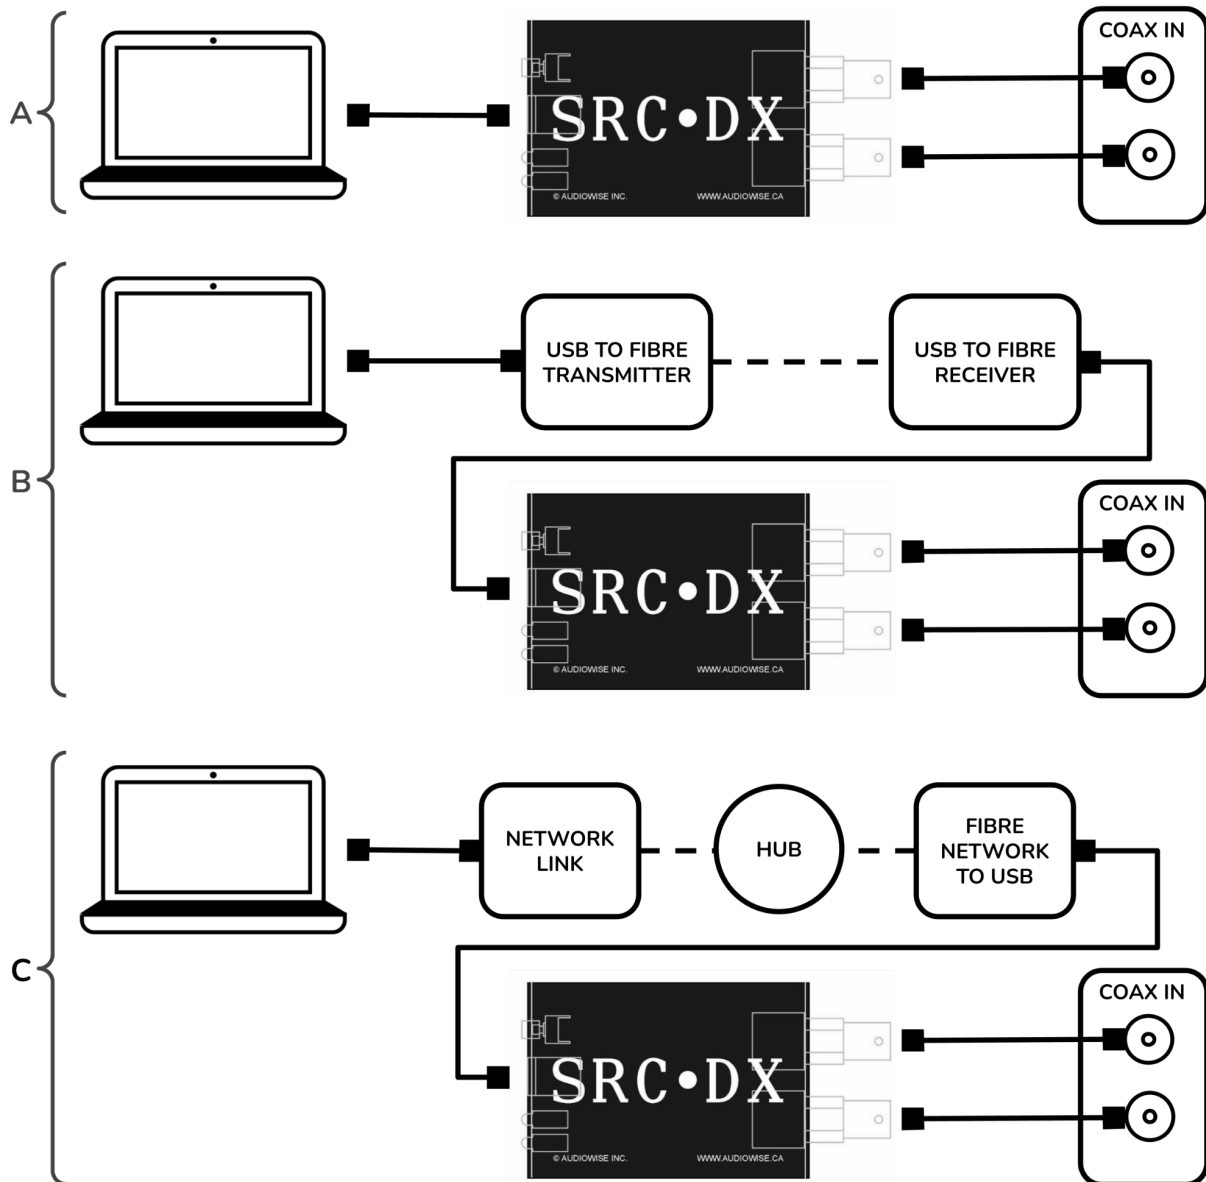 A
SRC•DX
© AUDIOWISE INC.
WWW.AUDIOWISE.CA
COAX IN
B
USB TO FIBRE
TRANSMITTER
USB TO FIBRE
RECEIVER
SRC•DX
© AUDIOWISE INC.
WWW.AUDIOWISE.CA
COAX IN
C
NETWORK
LINK
HUB
FIBRE
NETWORK
TO USB
SRC•DX
© AUDIOWISE INC.
WWW.AUDIOWISE.CA
COAX IN